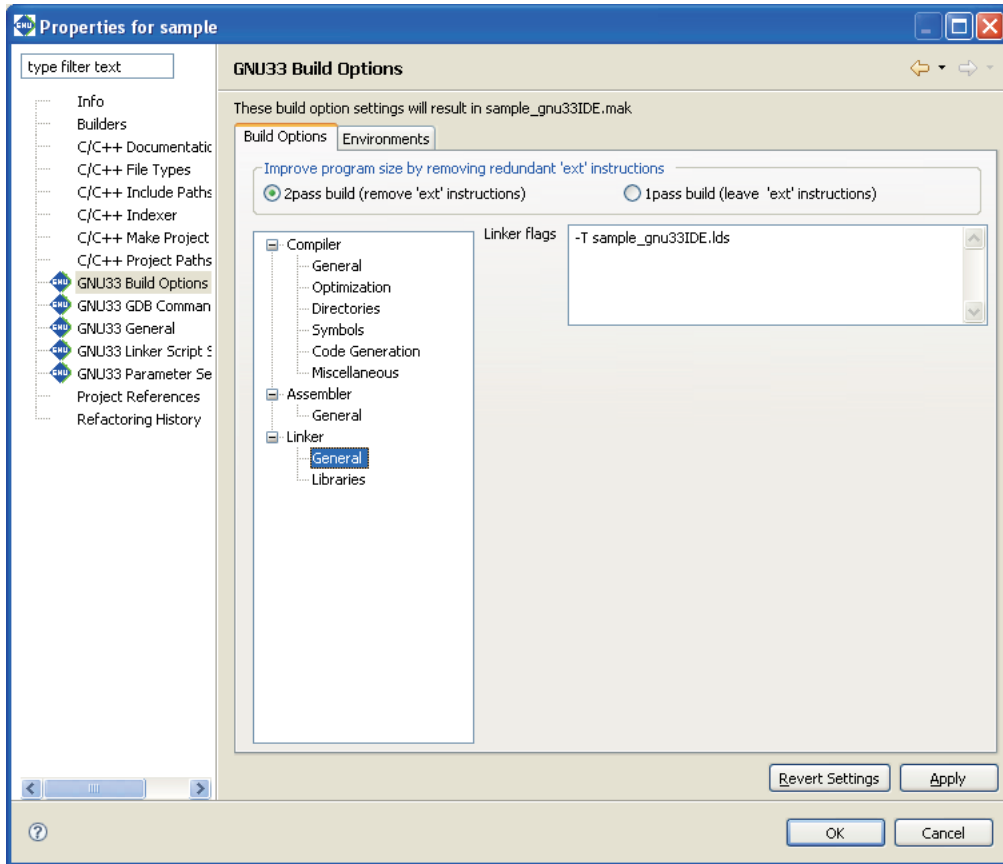 Properties for sample
type filter text
Info
Builders
C/C++ Documentatic
C/C++ File Types
C/C++ Include Paths
C/C++ Indexer
C/C++ Make Project
C/C++ Project Paths
GNU33 Build Options
GNU33 GDB Comman
GNU33 General
GNU33 Linker Script S
GNU33 Parameter Se
Project References
Refactoring History
GNU33 Build Options
These build option settings will result in sample_gnu33IDE.mak
Build Options Environments
Improve program size by removing redundant 'ext' instructions
2pass build (remove 'ext' instructions) 1pass build (leave 'ext' instructions)
Compiler
General
Optimization
Directories
Symbols
Code Generation
Miscellaneous
Assembler
General
Linker
General
Libraries
Linker flags -T sample_gnu33IDE.lds
Revert Settings Apply
OK Cancel